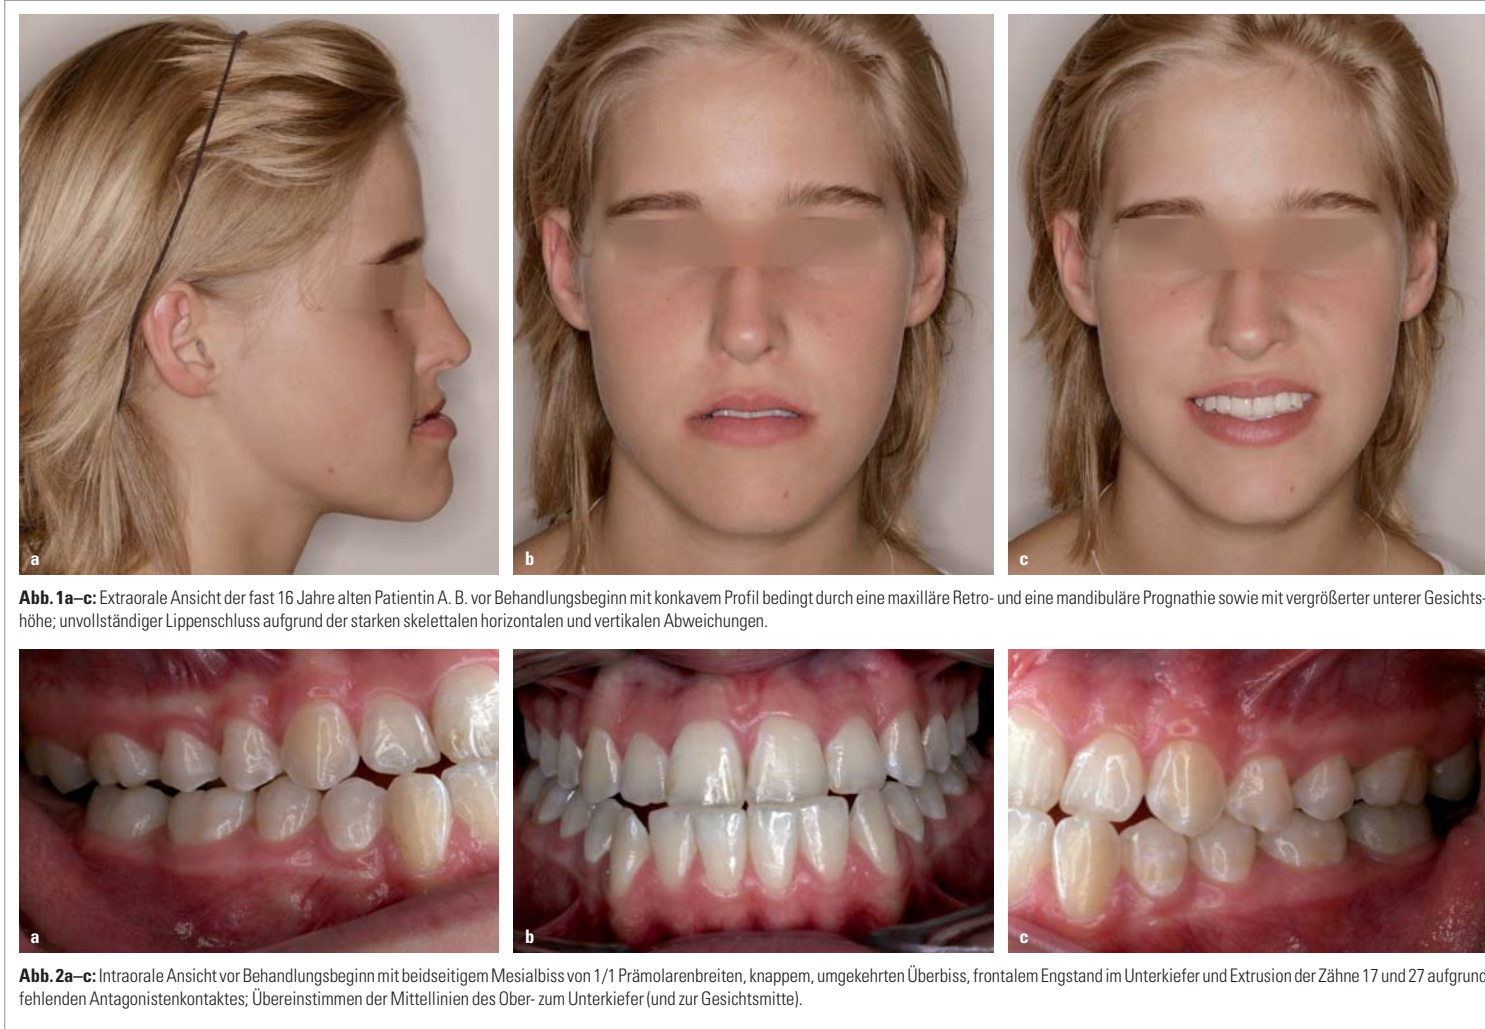 a
b
c
Abb. 1a–c: Extraorale Ansicht der fast 16 Jahre alten Patientin A. B. vor Behandlungsbeginn mit konkavem Profil bedingt durch eine maxilläre Retro- und eine mandibuläre Prognathie sowie mit vergrößerter unterer Gesichts-
höhe; unvollständiger Lippenschluss aufgrund der starken skelettalen horizontalen und vertikalen Abweichungen.
a
b
c
Abb. 2a–c: Intraorale Ansicht vor Behandlungsbeginn mit beidseitigem Mesialbiss von 1/1 Prämolarenbreiten, knappem, umgekehrten Überbiss, frontalem Engstand im Unterkiefer und Extrusion der Zähne 17 und 27 aufgrund
fehlenden Antagonistenkontaktes; Übereinstimmen der Mittellinien des Ober- zum Unterkiefer (und zur Gesichtsmitte).